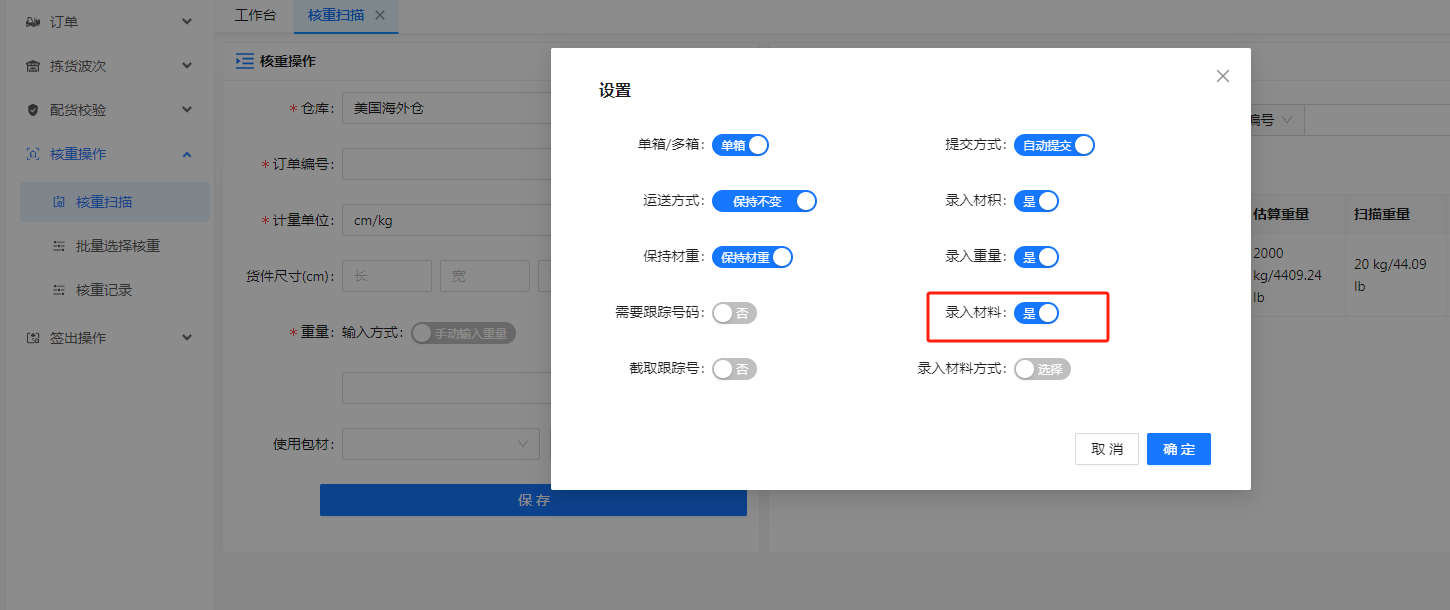 订单
拣货波次
配货校验
核重操作
核重扫描
批量选择核重
核重记录
签出操作
工作台
核重扫描
核重操作
* 仓库: 美国海外仓
* 订单编号:
* 计量单位: cm/kg
货件尺寸(cm): 长 宽
* 重量: 输入方式: 手动输入重量
使用包材:
保 存
设置
单箱/多箱: 单箱 提交方式: 自动提交
运送方式: 保持不变 录入材积: 是
保持材重: 保持材重 录入重量: 是
需要跟踪号码: 否 录入材料: 是
截取跟踪号: 否 录入材料方式: 选择
取 消 确 定
编号
估算重量 扫描重量
2000
kg/4409.24
lb
20 kg/44.09
lb